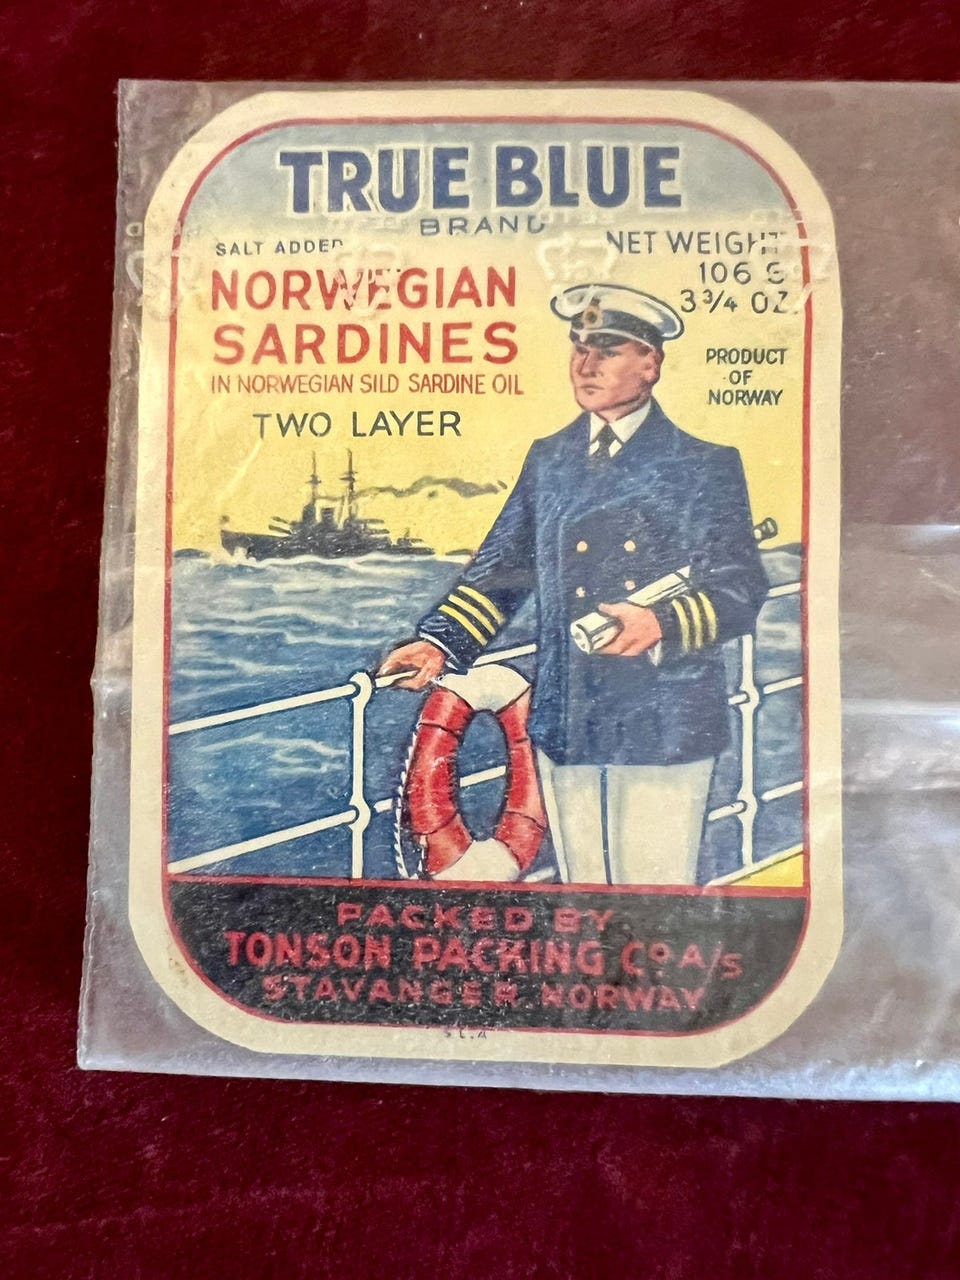 TRUE BLUE
BRAND
SALT ADDED
NORWEGIAN
SARDINES
IN NORWEGIAN SILD SARDINE OIL
TWO LAYER
NET WEIGHT
106 G
3 3/4 OZ.
PRODUCT
OF
NORWAY
PACKED BY
TONSON PACKING Cº A/S
STAVANGER NORWAY